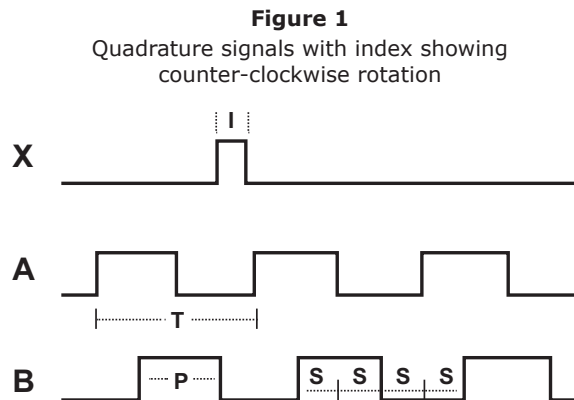 Figure 1
Quadrature signals with index showing
counter-clockwise rotation
I
X
A
T
B
P
S S S S